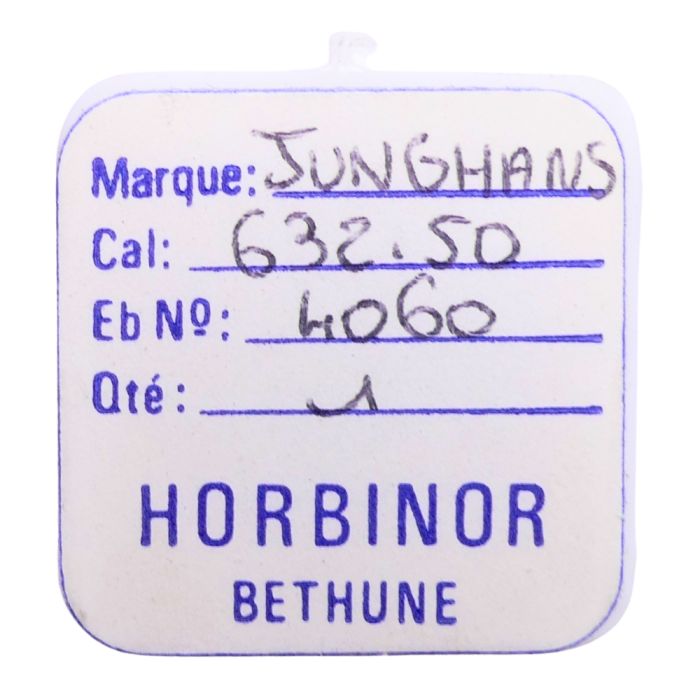 Marque: JUNGHANS
Cal: 632.50
Eb Nº: 4060
Qté: 1
HORBINOR
BETHUNE